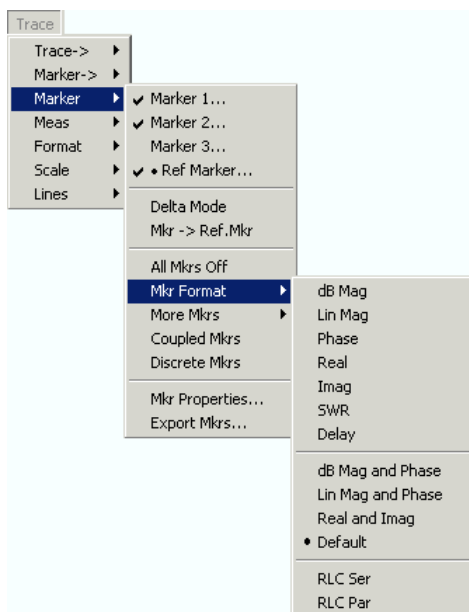 Trace
Trace->
Marker->
Marker
Meas
Format
Scale
Lines
Marker 1...
Marker 2...
Marker 3...
• Ref Marker...
Delta Mode
Mkr -> Ref.Mkr
All Mkrs Off
Mkr Format
More Mkrs
Coupled Mkrs
Discrete Mkrs
Mkr Properties...
Export Mkrs...
dB Mag
Lin Mag
Phase
Real
Imag
SWR
Delay
dB Mag and Phase
Lin Mag and Phase
Real and Imag
• Default
RLC Ser
RLC Par